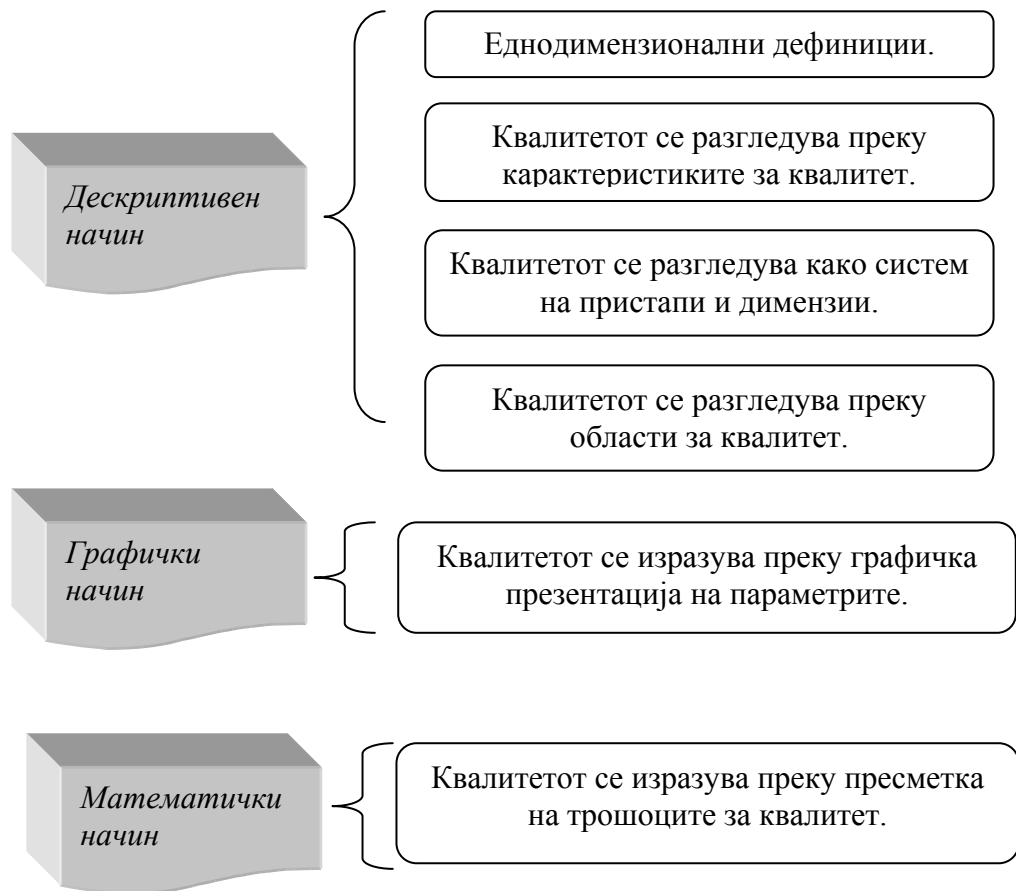 Еднодимензионални дефиниции.
Квалитетот се разгледува преку
карактеристиките за квалитет.
Дескриптивен
начин
Квалитетот се разгледува како систем
на пристапи и димензии.
Квалитетот се разгледува преку
области за квалитет.
Графички
начин
Квалитетот се изразува преку графичка
презентација на параметрите.
Математички
начин
Квалитетот се изразува преку пресметка
на трошоците за квалитет.